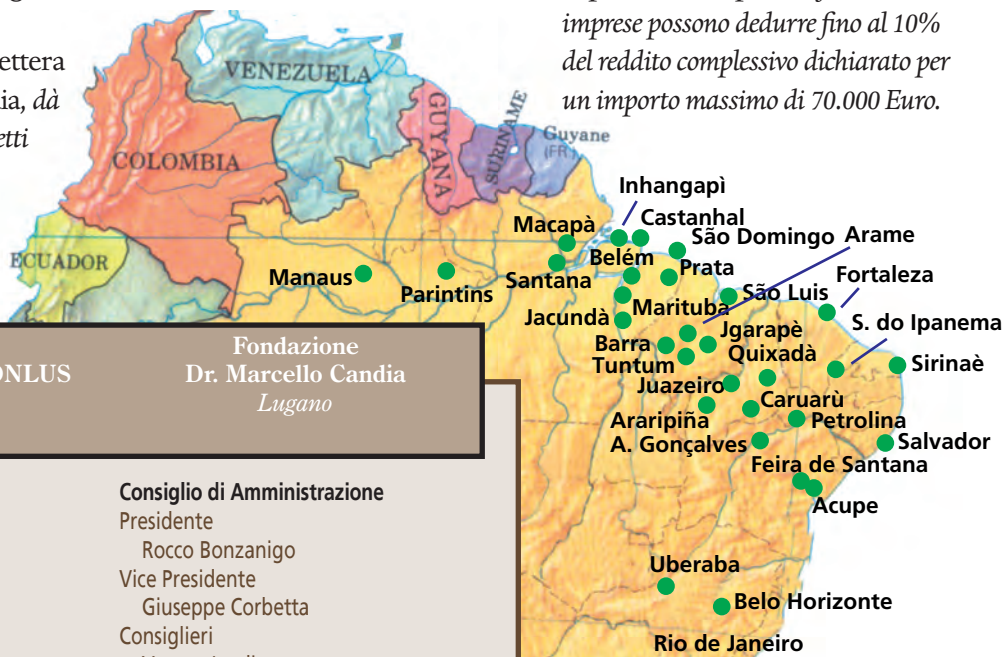 imprese possono dedurre fino al 10%
del reddito complessivo dichiarato per
un importo massimo di 70.000 Euro.
ettera
dà
etti
VENEZUELA
GUYANA
SURINAME
Guyane
(FR.)
COLOMBIA
ECUADOR
Inhangapì
Castanhal
Macapà
São Domingo
Arame
Belém
Prata
Fortaleza
Manaus
Parintins
Santana
Marituba
São Luis
Jacundà
Jgarapè
S. do Ipanema
Barra
Quixadà
Tuntum
Sirinaè
Juazeiro
Caruarù
Araripiña
Petrolina
A. Gonçalves
Salvador
Feira de Santana
Acupe
Uberaba
Belo Horizonte
Rio de Janeiro
ONLUS
Fondazione
Dr. Marcello Candia
Lugano
Consiglio di Amministrazione
Presidente
Rocco Bonzanigo
Vice Presidente
Giuseppe Corbetta
Consiglieri